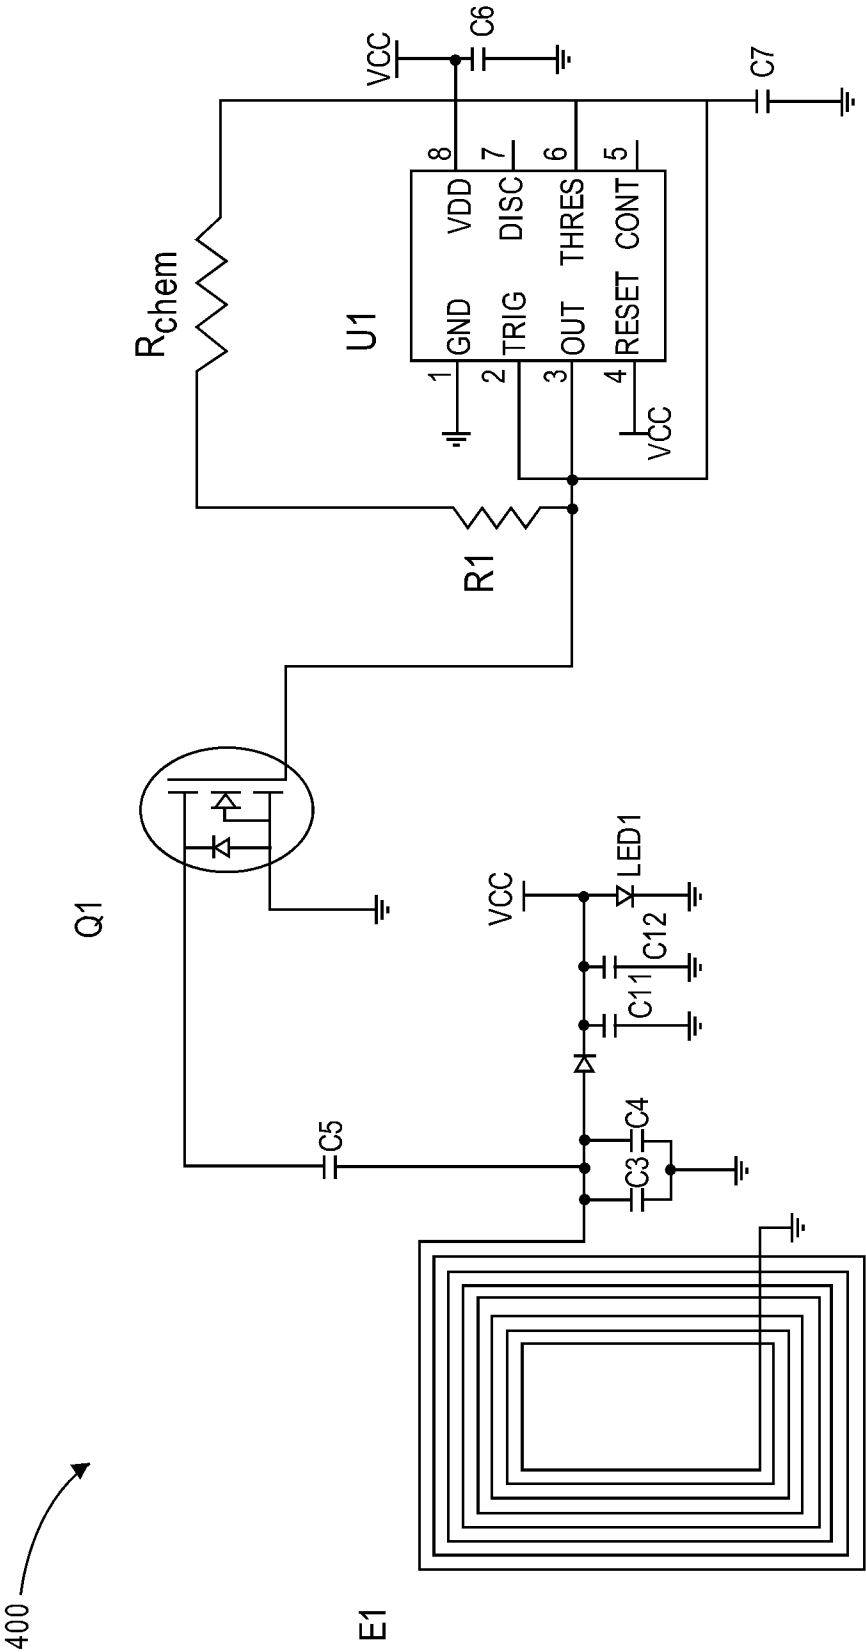 400
E1
C5
C3
C4
C11
C12
VCC
LED1
Q1
R1
Rchem
U1
1
2
3
4
GND
TRIG
OUT
RESET
VDD
DISC
THRES
CONT
8
7
6
5
VCC
VCC
C6
C7